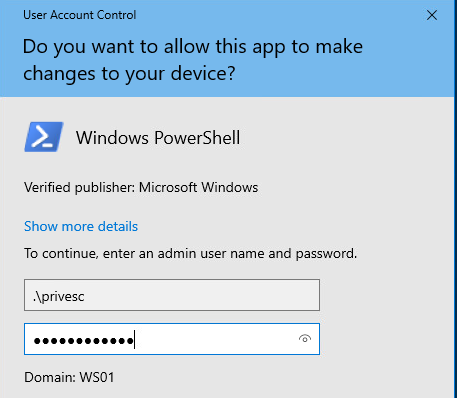 User Account Control
Do you want to allow this app to make
changes to your device?
Windows PowerShell
Verified publisher: Microsoft Windows
Show more details
To continue, enter an admin user name and password.
.\privesc
●●●●●●●●●●●●
Domain: WS01